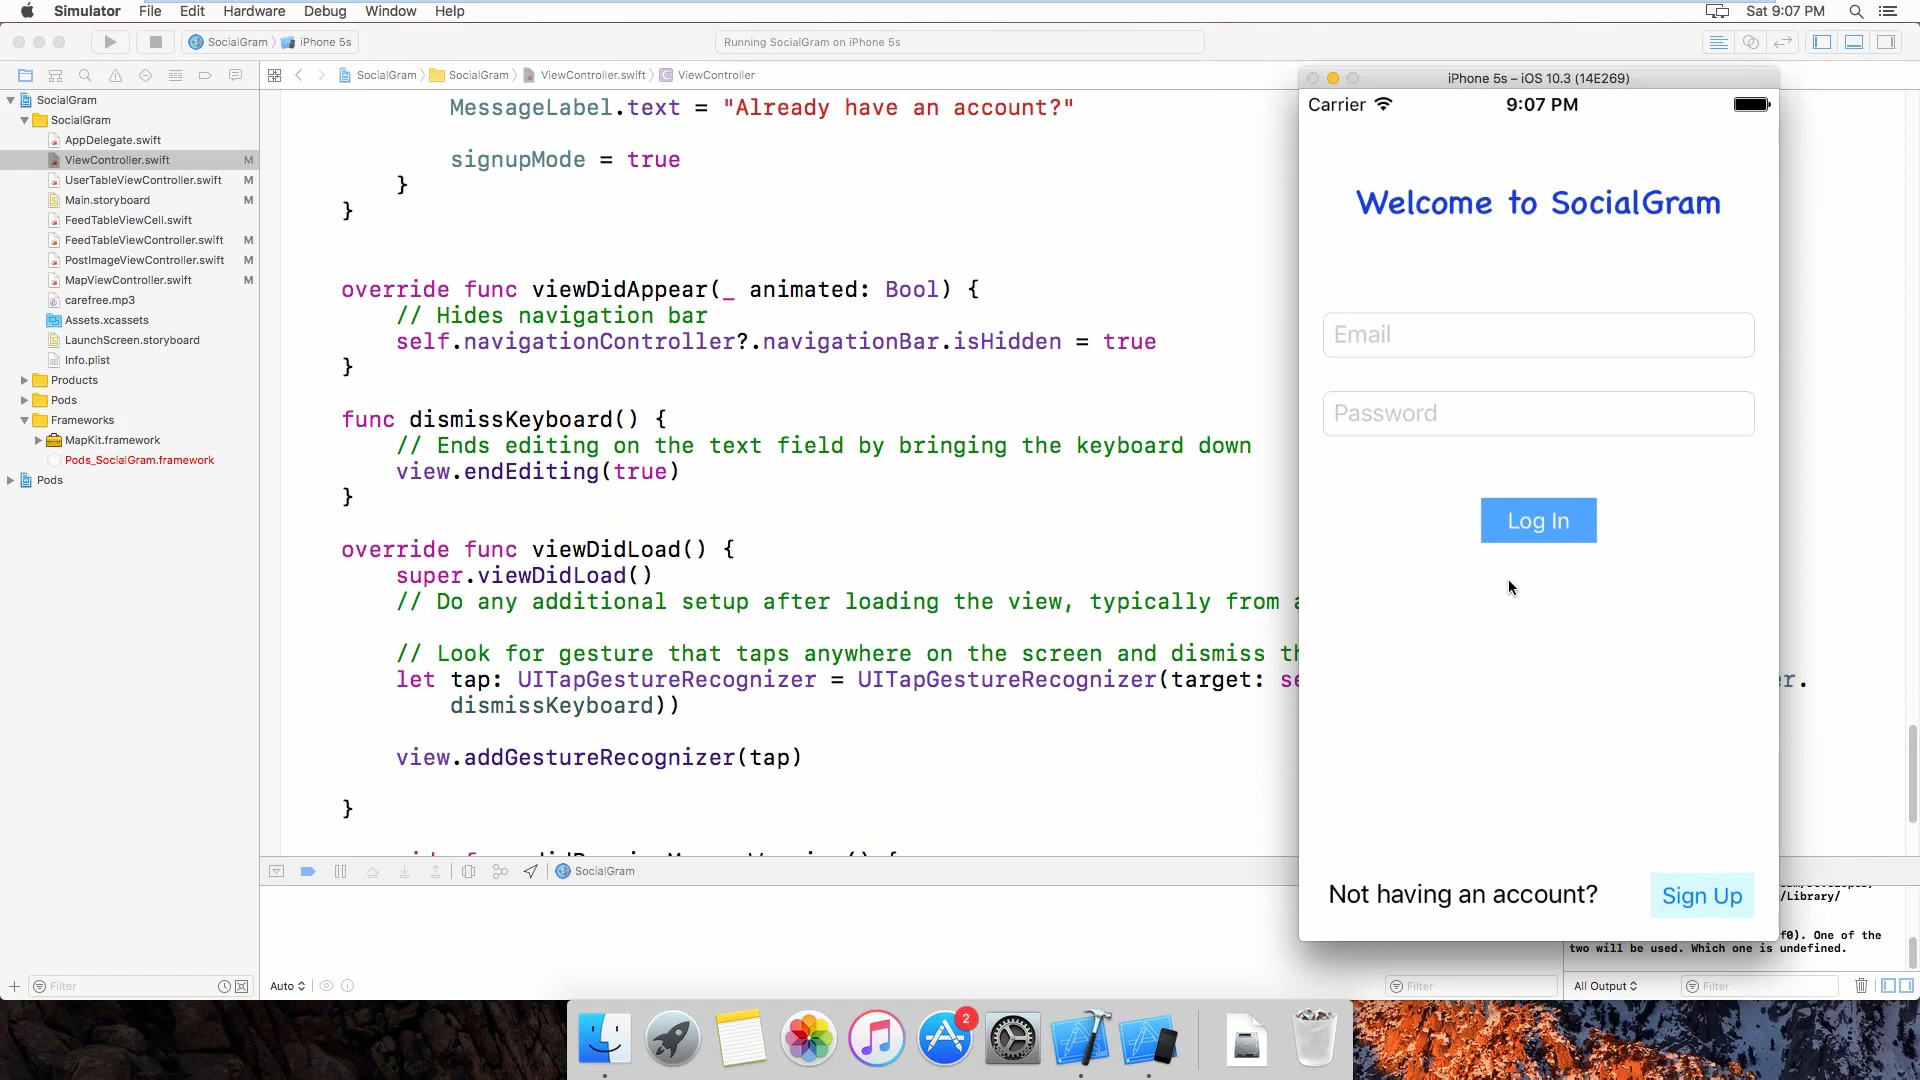 Simulator File Edit Hardware Debug Window Help
Sat 9:07 PM
SocialGram iPhone 5s
Running SocialGram on iPhone 5s
SocialGram SocialGram ViewController.swift ViewController
SocialGram
SocialGram
AppDelegate.swift
ViewController.swift M
UserTableViewController.swift M
Main.storyboard M
FeedTableViewCell.swift
FeedTableViewController.swift M
PostImageViewController.swift M
MapViewController.swift M
carefree.mp3
Assets.xcassets
LaunchScreen.storyboard
Info.plist
Products
Pods
Frameworks
MapKit.framework
Pods_SocialGram.framework
Pods
Filter
MessageLabel.text = "Already have an account?"
signupMode = true
}
}
override func viewDidAppear(_ animated: Bool) {
// Hides navigation bar
self.navigationController?.navigationBar.isHidden = true
}
func dismissKeyboard() {
// Ends editing on the text field by bringing the keyboard down
view.endEditing(true)
}
override func viewDidLoad() {
super.viewDidLoad()
// Do any additional setup after loading the view, typically from
// Look for gesture that taps anywhere on the screen and dismiss
let tap: UITapGestureRecognizer = UITapGestureRecognizer(target:
dismissKeyboard))
view.addGestureRecognizer(tap)
}
SocialGram
Auto
Filter
/Library/
f0). One of the
two will be used. Which one is undefined.
All Output
Filter
iPhone 5s – iOS 10.3 (14E269)
Carrier 9:07 PM
Welcome to SocialGram
Email
Password
Log In
Not having an account? Sign Up
2